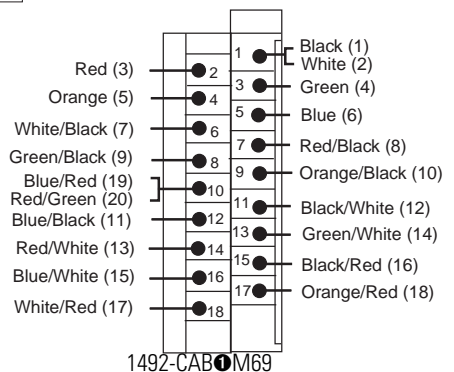 Black (1)
White (2)
1
Red (3)
2
3
Green (4)
Orange (5)
4
5
Blue (6)
White/Black (7)
6
7
Red/Black (8)
Green/Black (9)
8
9
Orange/Black (10)
Blue/Red (19)
Red/Green (20)
10
11
Black/White (12)
Blue/Black (11)
12
13
Green/White (14)
Red/White (13)
14
15
Black/Red (16)
Blue/White (15)
16
17
Orange/Red (18)
White/Red (17)
18
1492-CAB❶M69